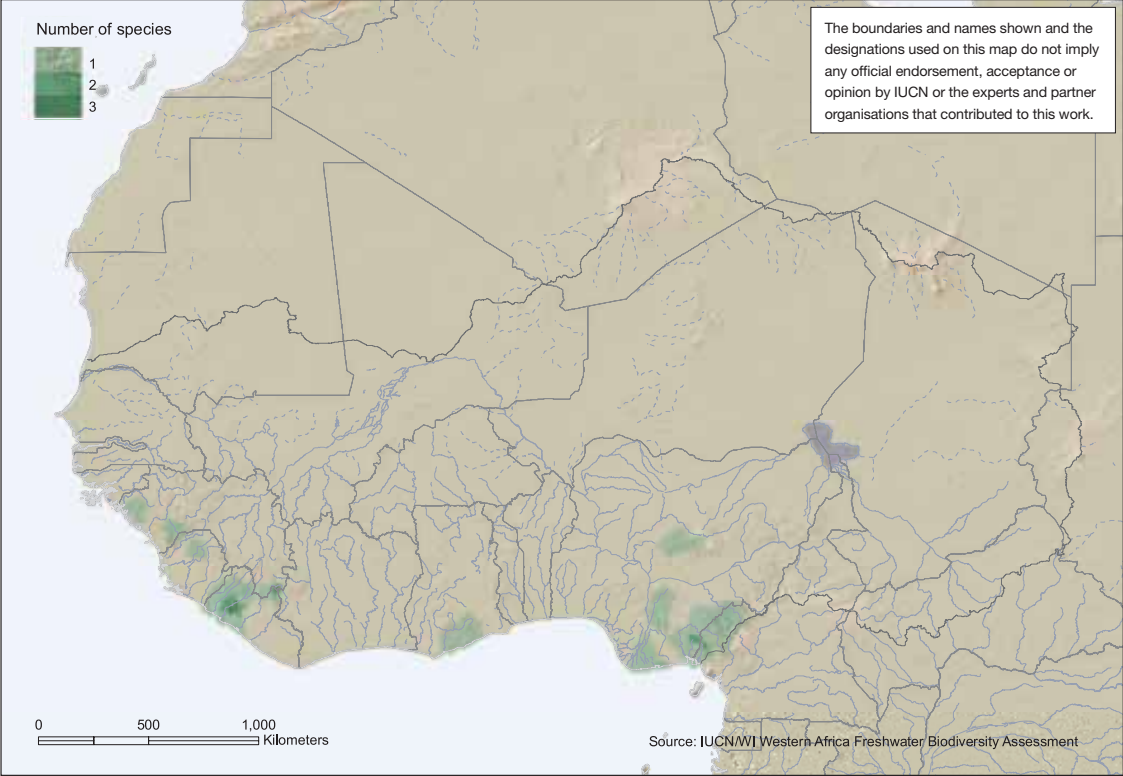 Number of species
1
2
3
The boundaries and names shown and the
designations used on this map do not imply
any official endorsement, acceptance or
opinion by IUCN or the experts and partner
organisations that contributed to this work.
0 500 1,000
Kilometers
Source: IUCN/WI Western Africa Freshwater Biodiversity Assessment